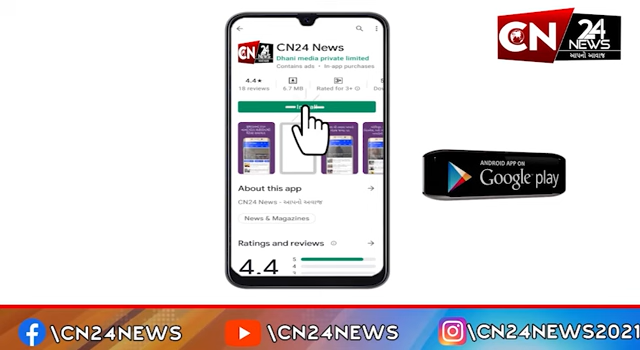 CN24 News
Dhani media private limited
Contains ads • In-app purchases
4.4★
18 reviews
6.7 MB
Rated for 3+
About this app
CN24 News - આપનો અવાજ
News & Magazines
Ratings and reviews
4.4
5
4
3
CN 24
NEWS
આપનો અવાજ
ANDROID APP ON
Google play
\CN24NEWS
\CN24NEWS
\CN24NEWS2021